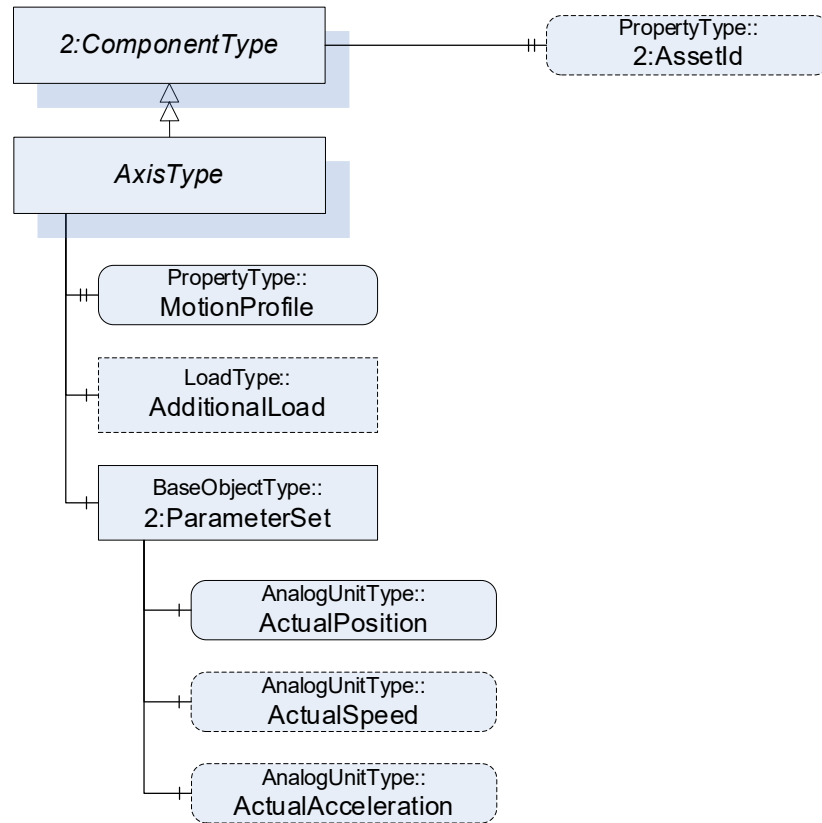 2:ComponentType
PropertyType::
2:AssetId
AxisType
PropertyType::
MotionProfile
LoadType::
AdditionalLoad
BaseObjectType::
2:ParameterSet
AnalogUnitType::
ActualPosition
AnalogUnitType::
ActualSpeed
AnalogUnitType::
ActualAcceleration